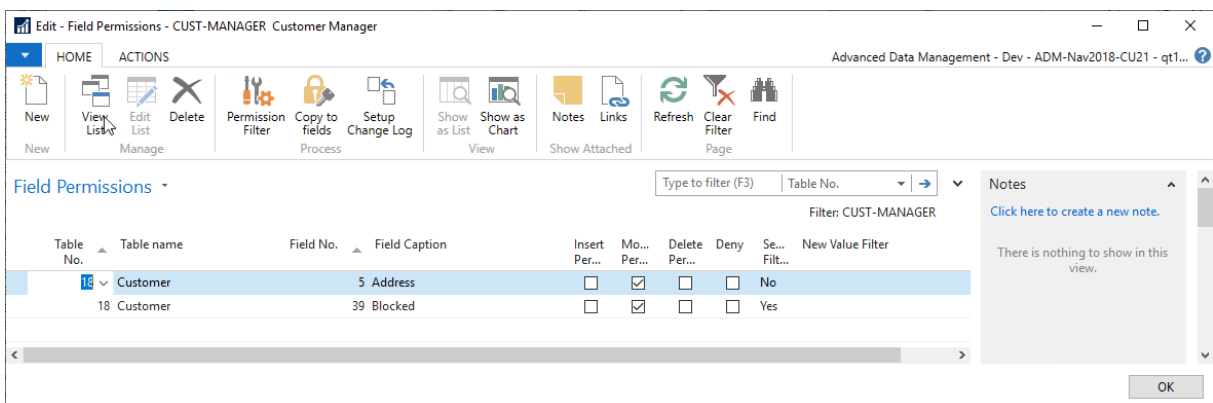 Edit - Field Permissions - CUST-MANAGER Customer Manager
HOME ACTIONS
Advanced Data Management - Dev - ADM-Nav2018-CU21 - qt1...
New View List Edit List Delete Permission Filter Copy to fields Setup Change Log Show as List Show as Chart Notes Links Refresh Clear Filter Find
New Manage Process View Show Attached Page
Field Permissions
Type to filter (F3) Table No.
Filter: CUST-MANAGER
Table No. Table name Field No. Field Caption Insert Per... Mo... Per... Delete Per... Deny Se... Filt... New Value Filter
18 Customer 5 Address No
18 Customer 39 Blocked Yes
Notes
Click here to create a new note.
There is nothing to show in this
view.
OK